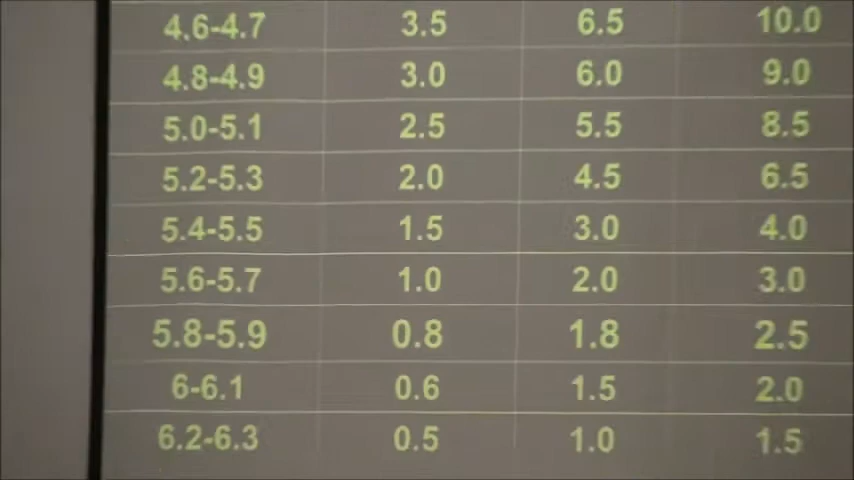 4.6-4.7 3.5 6.5 10.0
4.8-4.9 3.0 6.0 9.0
5.0-5.1 2.5 5.5 8.5
5.2-5.3 2.0 4.5 6.5
5.4-5.5 1.5 3.0 4.0
5.6-5.7 1.0 2.0 3.0
5.8-5.9 0.8 1.8 2.5
6-6.1 0.6 1.5 2.0
6.2-6.3 0.5 1.0 1.5